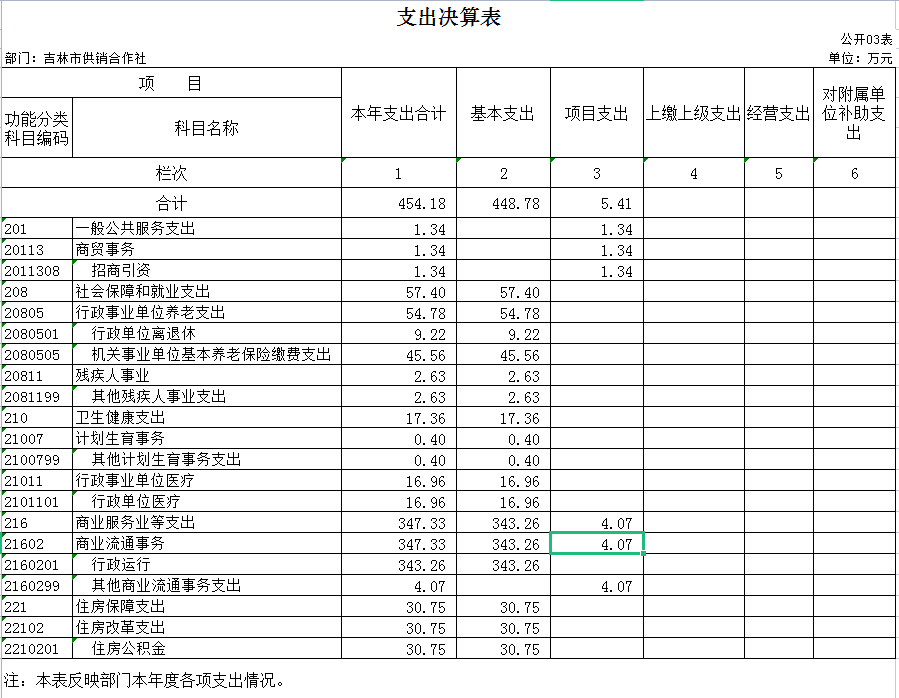 支出决算表
公开03表
部门：吉林市供销合作社 单位：万元
项 目 本年支出合计 基本支出 项目支出 上缴上级支出 经营支出 对附属单位补助支出
功能分类科目编码 科目名称
栏次 1 2 3 4 5 6
合计 454.18 448.78 5.41
201 一般公共服务支出 1.34 1.34
20113 商贸事务 1.34 1.34
2011308 招商引资 1.34 1.34
208 社会保障和就业支出 57.40 57.40
20805 行政事业单位养老支出 54.78 54.78
2080501 行政单位离退休 9.22 9.22
2080505 机关事业单位基本养老保险缴费支出 45.56 45.56
20811 残疾人事业 2.63 2.63
2081199 其他残疾人事业支出 2.63 2.63
210 卫生健康支出 17.36 17.36
21007 计划生育事务 0.40 0.40
2100799 其他计划生育事务支出 0.40 0.40
21011 行政事业单位医疗 16.96 16.96
2101101 行政单位医疗 16.96 16.96
216 商业服务业等支出 347.33 343.26 4.07
21602 商业流通事务 347.33 343.26 4.07
2160201 行政运行 343.26 343.26
2160299 其他商业流通事务支出 4.07 4.07
221 住房保障支出 30.75 30.75
22102 住房改革支出 30.75 30.75
2210201 住房公积金 30.75 30.75
注：本表反映部门本年度各项支出情况。